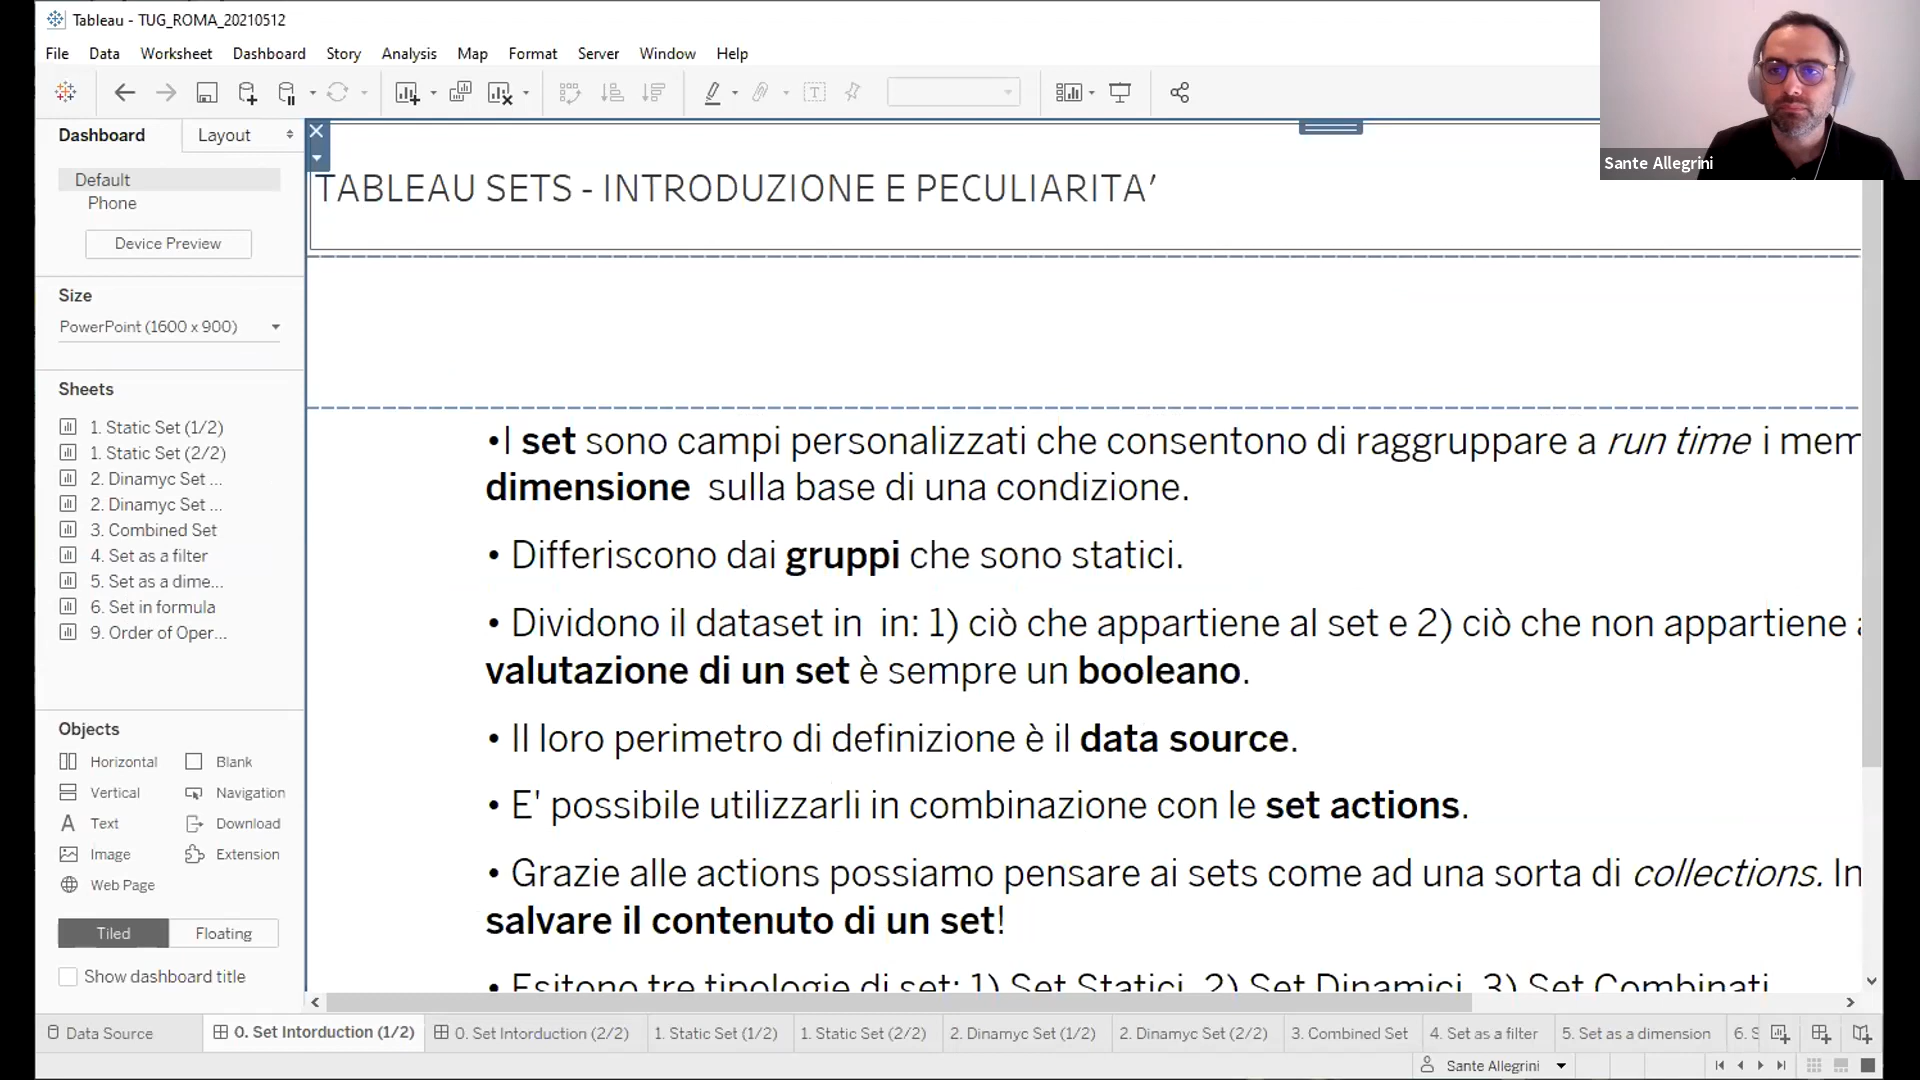 Tableau - TUG_ROMA_20210512
File Data Worksheet Dashboard Story Analysis Map Format Server Window Help
Sante Allegrini
Dashboard Layout
Default
Phone
Device Preview
Size
PowerPoint (1600 x 900)
Sheets
1. Static Set (1/2)
1. Static Set (2/2)
2. Dinamyc Set ...
2. Dinamyc Set ...
3. Combined Set
4. Set as a filter
5. Set as a dime...
6. Set in formula
9. Order of Oper...
Objects
Horizontal Blank
Vertical Navigation
Text Download
Image Extension
Web Page
Tiled Floating
Show dashboard title
TABLEAU SETS - INTRODUZIONE E PECULIARITA'
•I set sono campi personalizzati che consentono di raggruppare a run time i mem
dimensione sulla base di una condizione.
• Differiscono dai gruppi che sono statici.
• Dividono il dataset in in: 1) ciò che appartiene al set e 2) ciò che non appartiene
valutazione di un set è sempre un booleano.
• Il loro perimetro di definizione è il data source.
• E' possibile utilizzarli in combinazione con le set actions.
• Grazie alle actions possiamo pensare ai sets come ad una sorta di collections. In
salvare il contenuto di un set!
• Esitono tre tipologie di set: 1) Set Statici, 2) Set Dinamici, 3) Set Combinati
Data Source 0. Set Intorduction (1/2) 0. Set Intorduction (2/2) 1. Static Set (1/2) 1. Static Set (2/2) 2. Dinamyc Set (1/2) 2. Dinamyc Set (2/2) 3. Combined Set 4. Set as a filter 5. Set as a dimension 6. S
Sante Allegrini